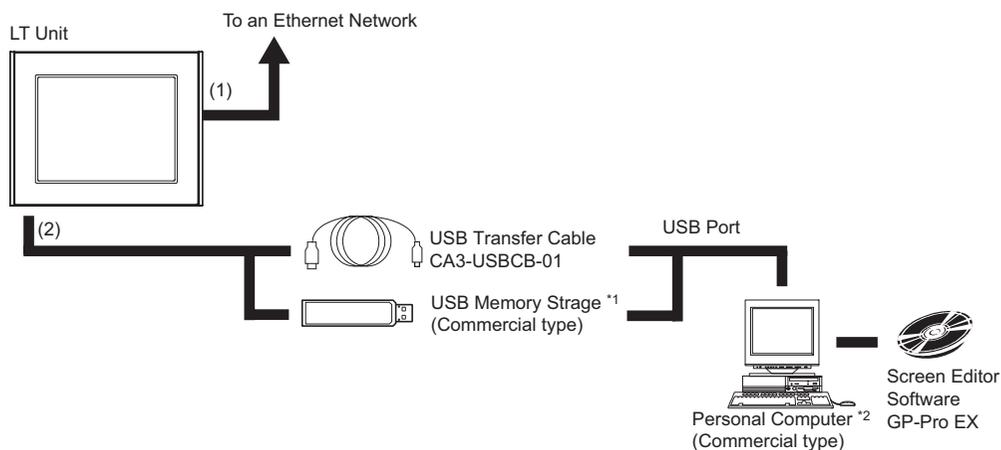 To an Ethernet Network
LT Unit
(1)
(2)
USB Transfer Cable
CA3-USBCB-01
USB Port
USB Memory Strage *1
(Commercial type)
Personal Computer *2
(Commercial type)
Screen Editor
Software
GP-Pro EX